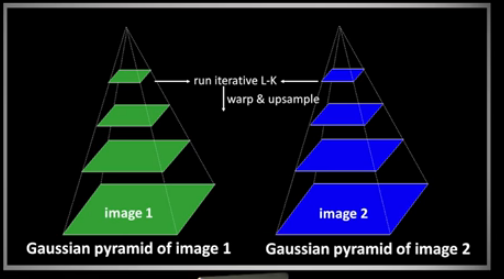 run iterative L-K
warp & upsample
image 1
image 2
Gaussian pyramid of image 1
Gaussian pyramid of image 2